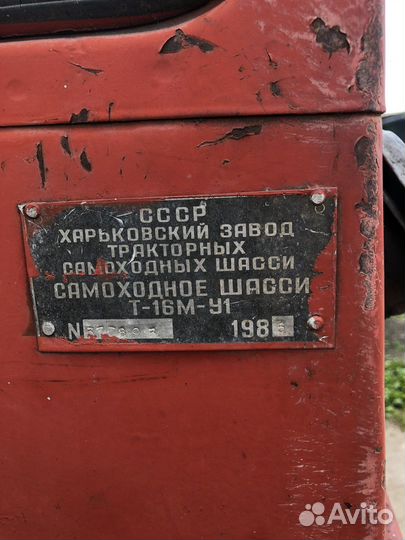 СССР
ХАРЬКОВСКИЙ ЗАВОД
ТРАКТОРНЫХ
САМОХОДНЫХ ШАССИ
САМОХОДНОЕ ШАССИ
Т-16М-У1
N 198
Avito